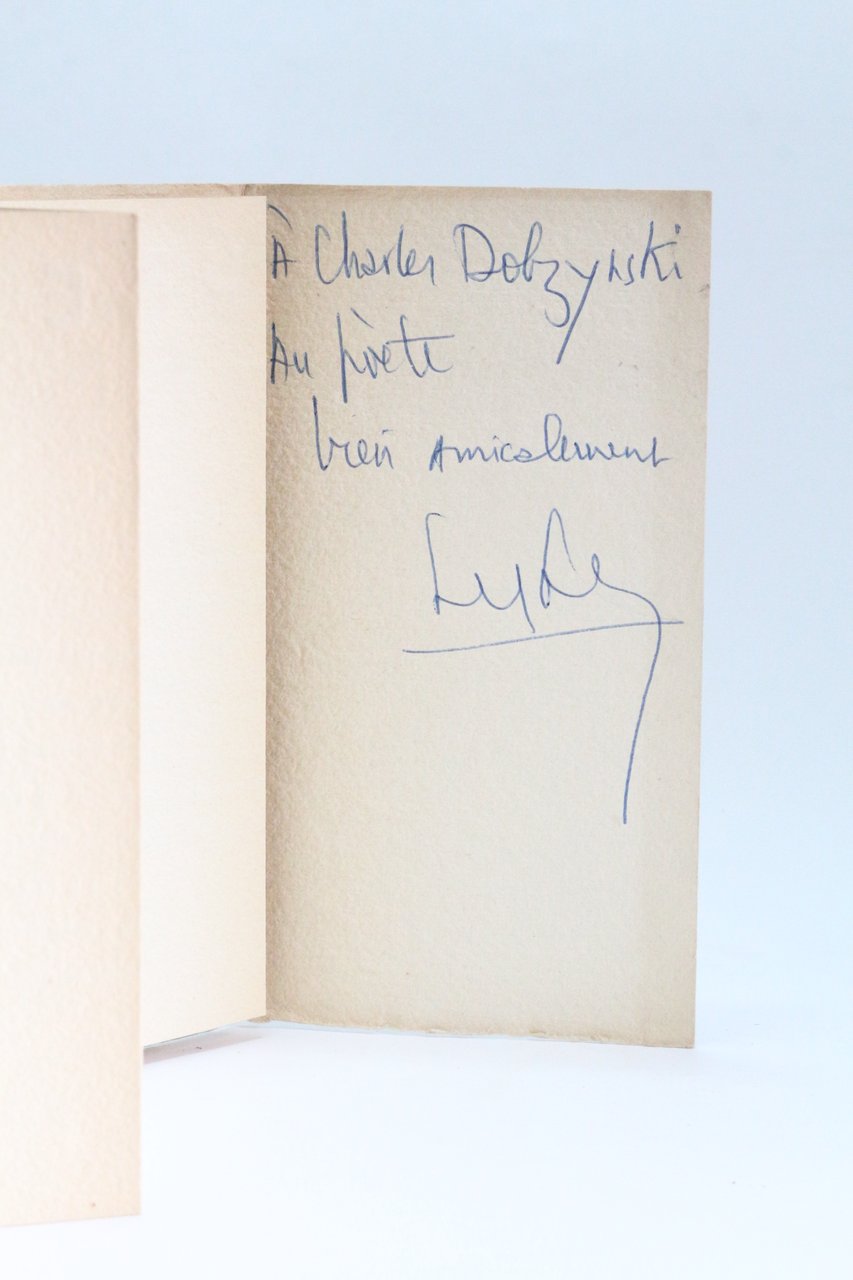 À Charles Dobzynski
Au poète
bien amicalement